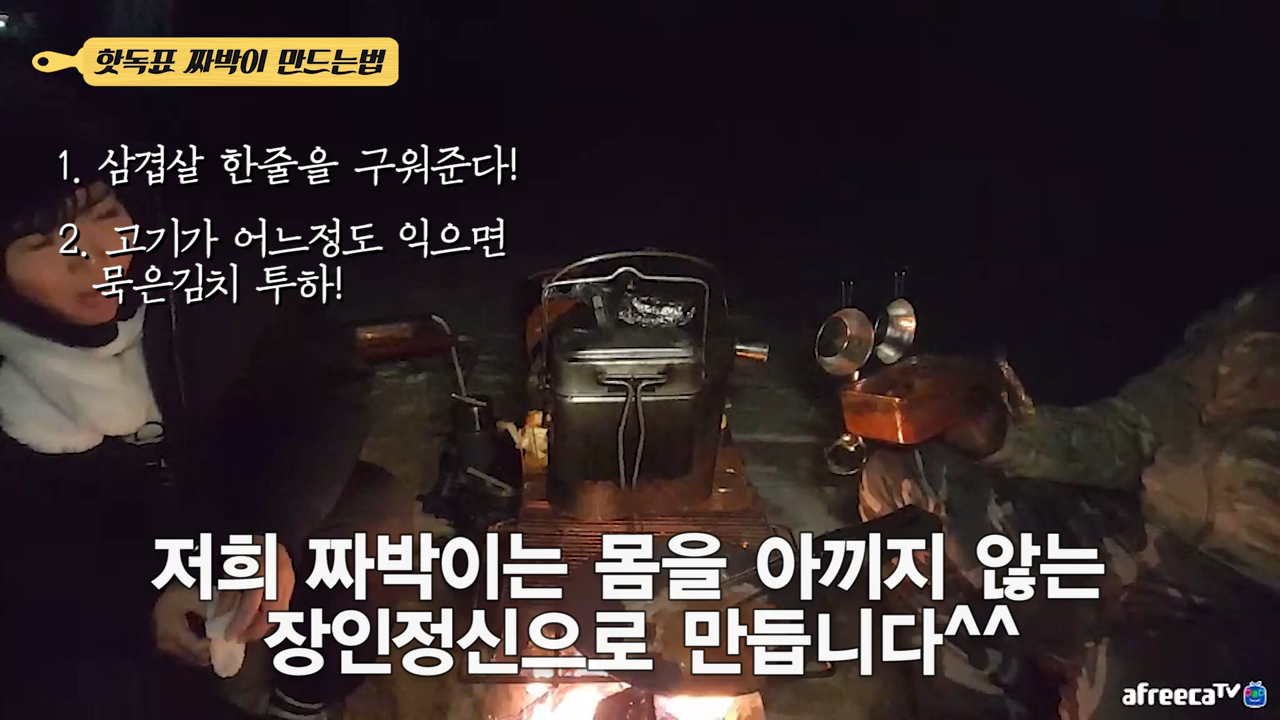 핫독표 짜박이 만드는법
1. 삼겹살 한줄을 구워준다!
2. 고기가 어느정도 익으면
묵은김치 투하!
저희 짜박이는 몸을 아끼지 않는
장인정신으로 만듭니다^^
afreecaTV